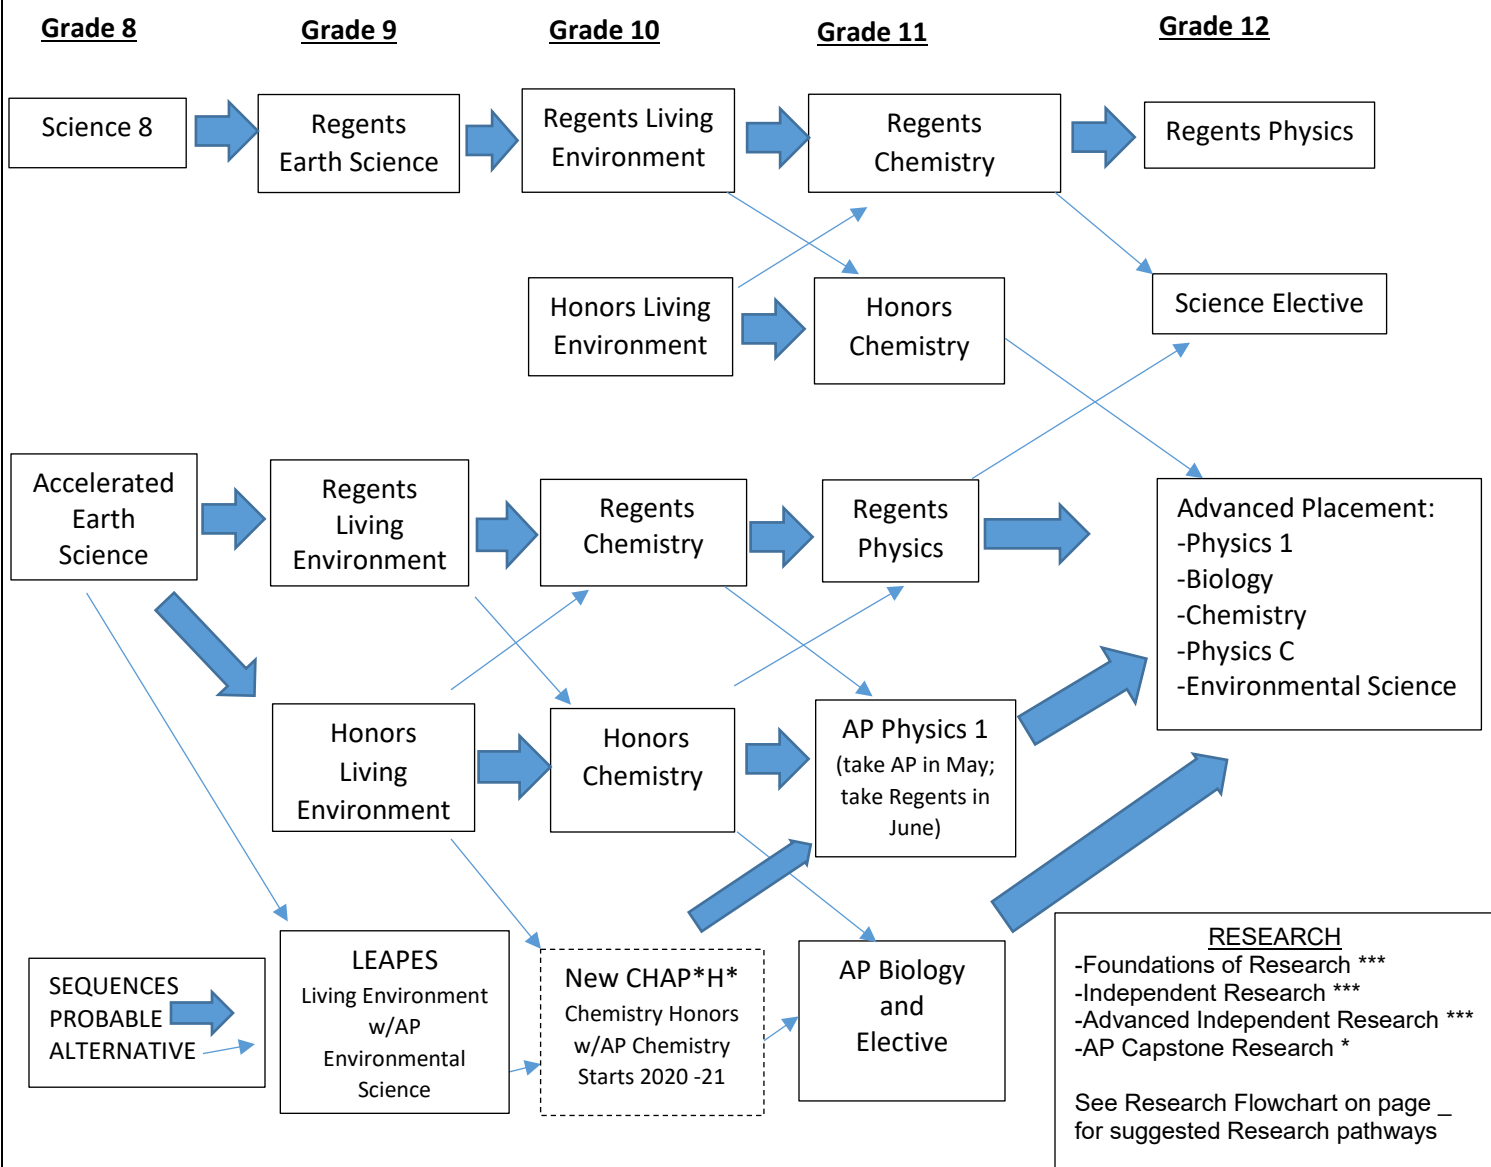 Grade 8
Grade 9
Grade 10
Grade 11
Grade 12
Science 8
Regents
Earth Science
Regents Living
Environment
Regents
Chemistry
Regents Physics
Honors Living
Environment
Honors
Chemistry
Science Elective
Accelerated
Earth
Science
Regents
Living
Environment
Regents
Chemistry
Regents
Physics
Advanced Placement:
-Physics 1
-Biology
-Chemistry
-Physics C
-Environmental Science
Honors
Living
Environment
Honors
Chemistry
AP Physics 1
(take AP in May;
take Regents in
June)
SEQUENCES
PROBABLE
ALTERNATIVE
LEAPES
Living Environment
w/AP
Environmental
Science
New CHAP*H*
Chemistry Honors
w/AP Chemistry
Starts 2020 -21
AP Biology
and
Elective
RESEARCH
-Foundations of Research ***
-Independent Research ***
-Advanced Independent Research ***
-AP Capstone Research *
See Research Flowchart on page _
for suggested Research pathways